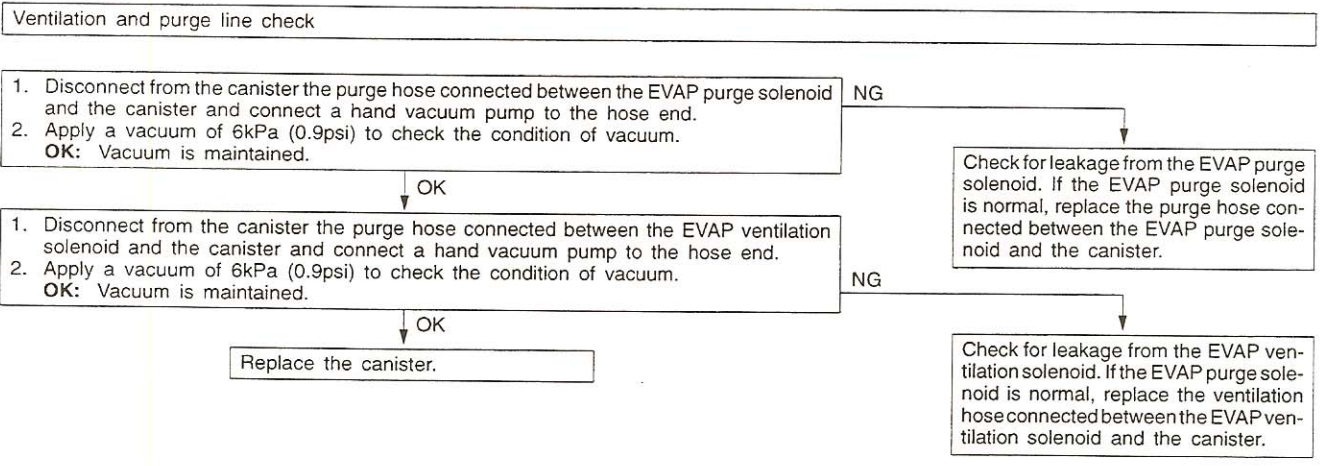 Ventilation and purge line check
1. Disconnect from the canister the purge hose connected between the EVAP purge solenoid
and the canister and connect a hand vacuum pump to the hose end.
2. Apply a vacuum of 6kPa (0.9psi) to check the condition of vacuum.
OK: Vacuum is maintained.
NG
Check for leakage from the EVAP purge
solenoid. If the EVAP purge solenoid
is normal, replace the purge hose con-
nected between the EVAP purge sole-
noid and the canister.
OK
1. Disconnect from the canister the purge hose connected between the EVAP ventilation
solenoid and the canister and connect a hand vacuum pump to the hose end.
2. Apply a vacuum of 6kPa (0.9psi) to check the condition of vacuum.
OK: Vacuum is maintained.
NG
Check for leakage from the EVAP ven-
tilation solenoid. If the EVAP purge sole-
noid is normal, replace the ventilation
hose connected between the EVAP ven-
tilation solenoid and the canister.
OK
Replace the canister.